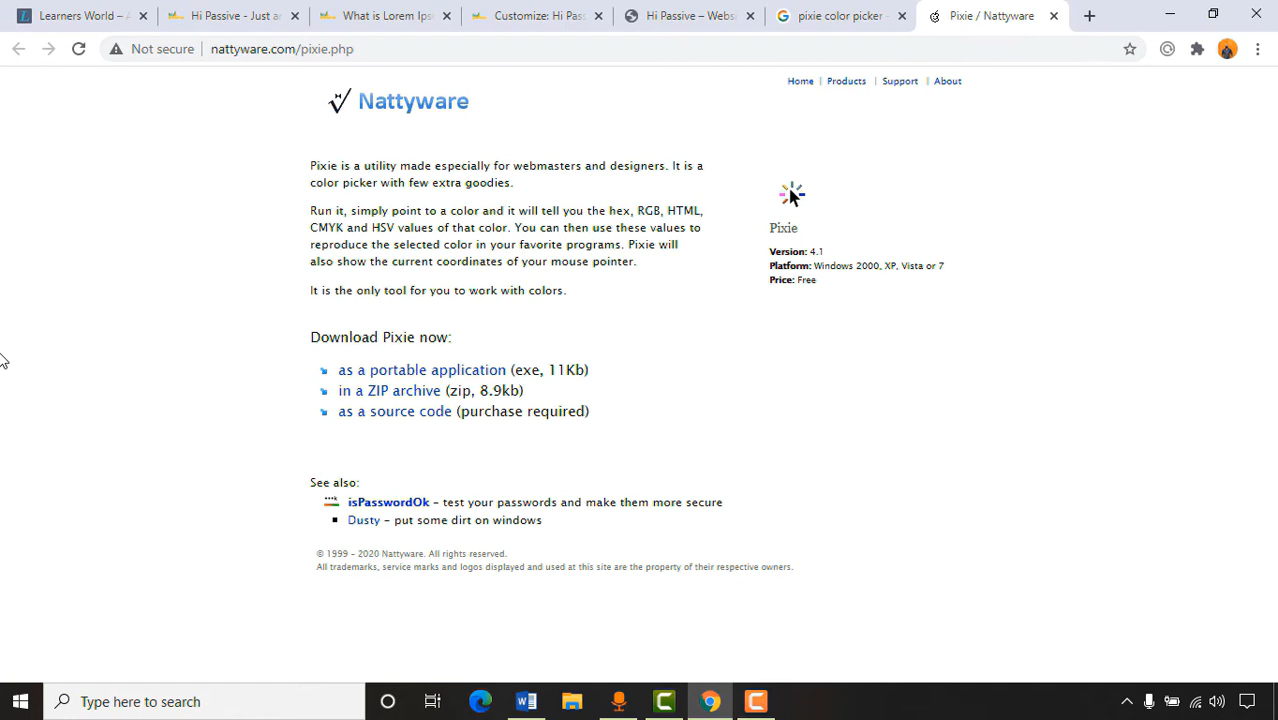 Learners World – A
Hi Passive - Just an
What is Lorem Ips
Customize: Hi Pass
Hi Passive – Webs
pixie color picker -
Pixie / Nattyware
Not secure
nattyware.com/pixie.php
Home | Products | Support | About
Nattyware
Pixie is a utility made especially for webmasters and designers. It is a
color picker with few extra goodies.
Run it, simply point to a color and it will tell you the hex, RGB, HTML,
CMYK and HSV values of that color. You can then use these values to
reproduce the selected color in your favorite programs. Pixie will
also show the current coordinates of your mouse pointer.
It is the only tool for you to work with colors.
Pixie
Version: 4.1
Platform: Windows 2000, XP, Vista or 7
Price: Free
Download Pixie now:
as a portable application (exe, 11Kb)
in a ZIP archive (zip, 8.9kb)
as a source code (purchase required)
See also:
isPasswordOk – test your passwords and make them more secure
Dusty – put some dirt on windows
© 1999 – 2020 Nattyware. All rights reserved.
All trademarks, service marks and logos displayed and used at this site are the property of their respective owners.
Type here to search